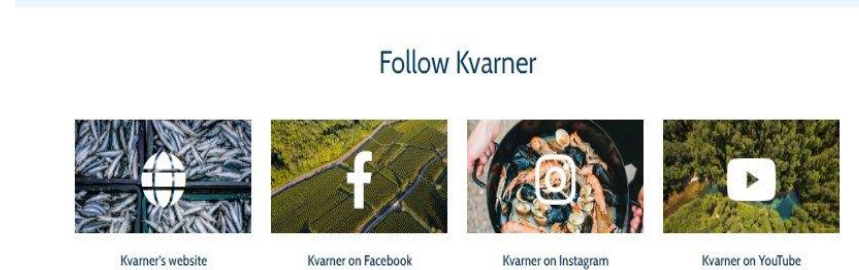 Follow Kvarner
Kvarner's website
Kvarner on Facebook
Kvarner on Instagram
Kvarner on YouTube